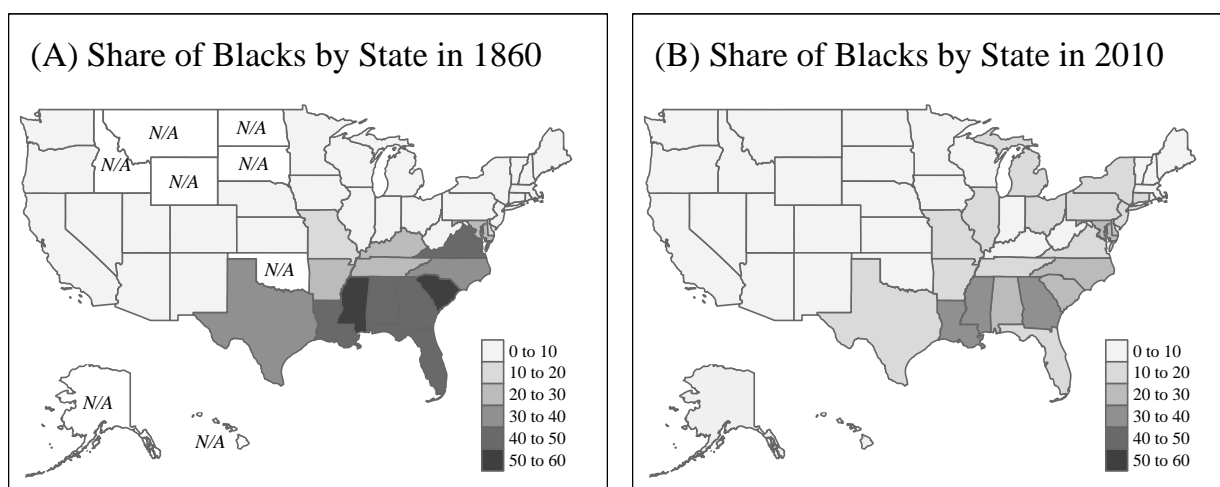 (A) Share of Blacks by State in 1860
N/A
N/A
N/A
N/A
N/A
N/A
N/A
N/A
0 to 10
10 to 20
20 to 30
30 to 40
40 to 50
50 to 60
(B) Share of Blacks by State in 2010
0 to 10
10 to 20
20 to 30
30 to 40
40 to 50
50 to 60